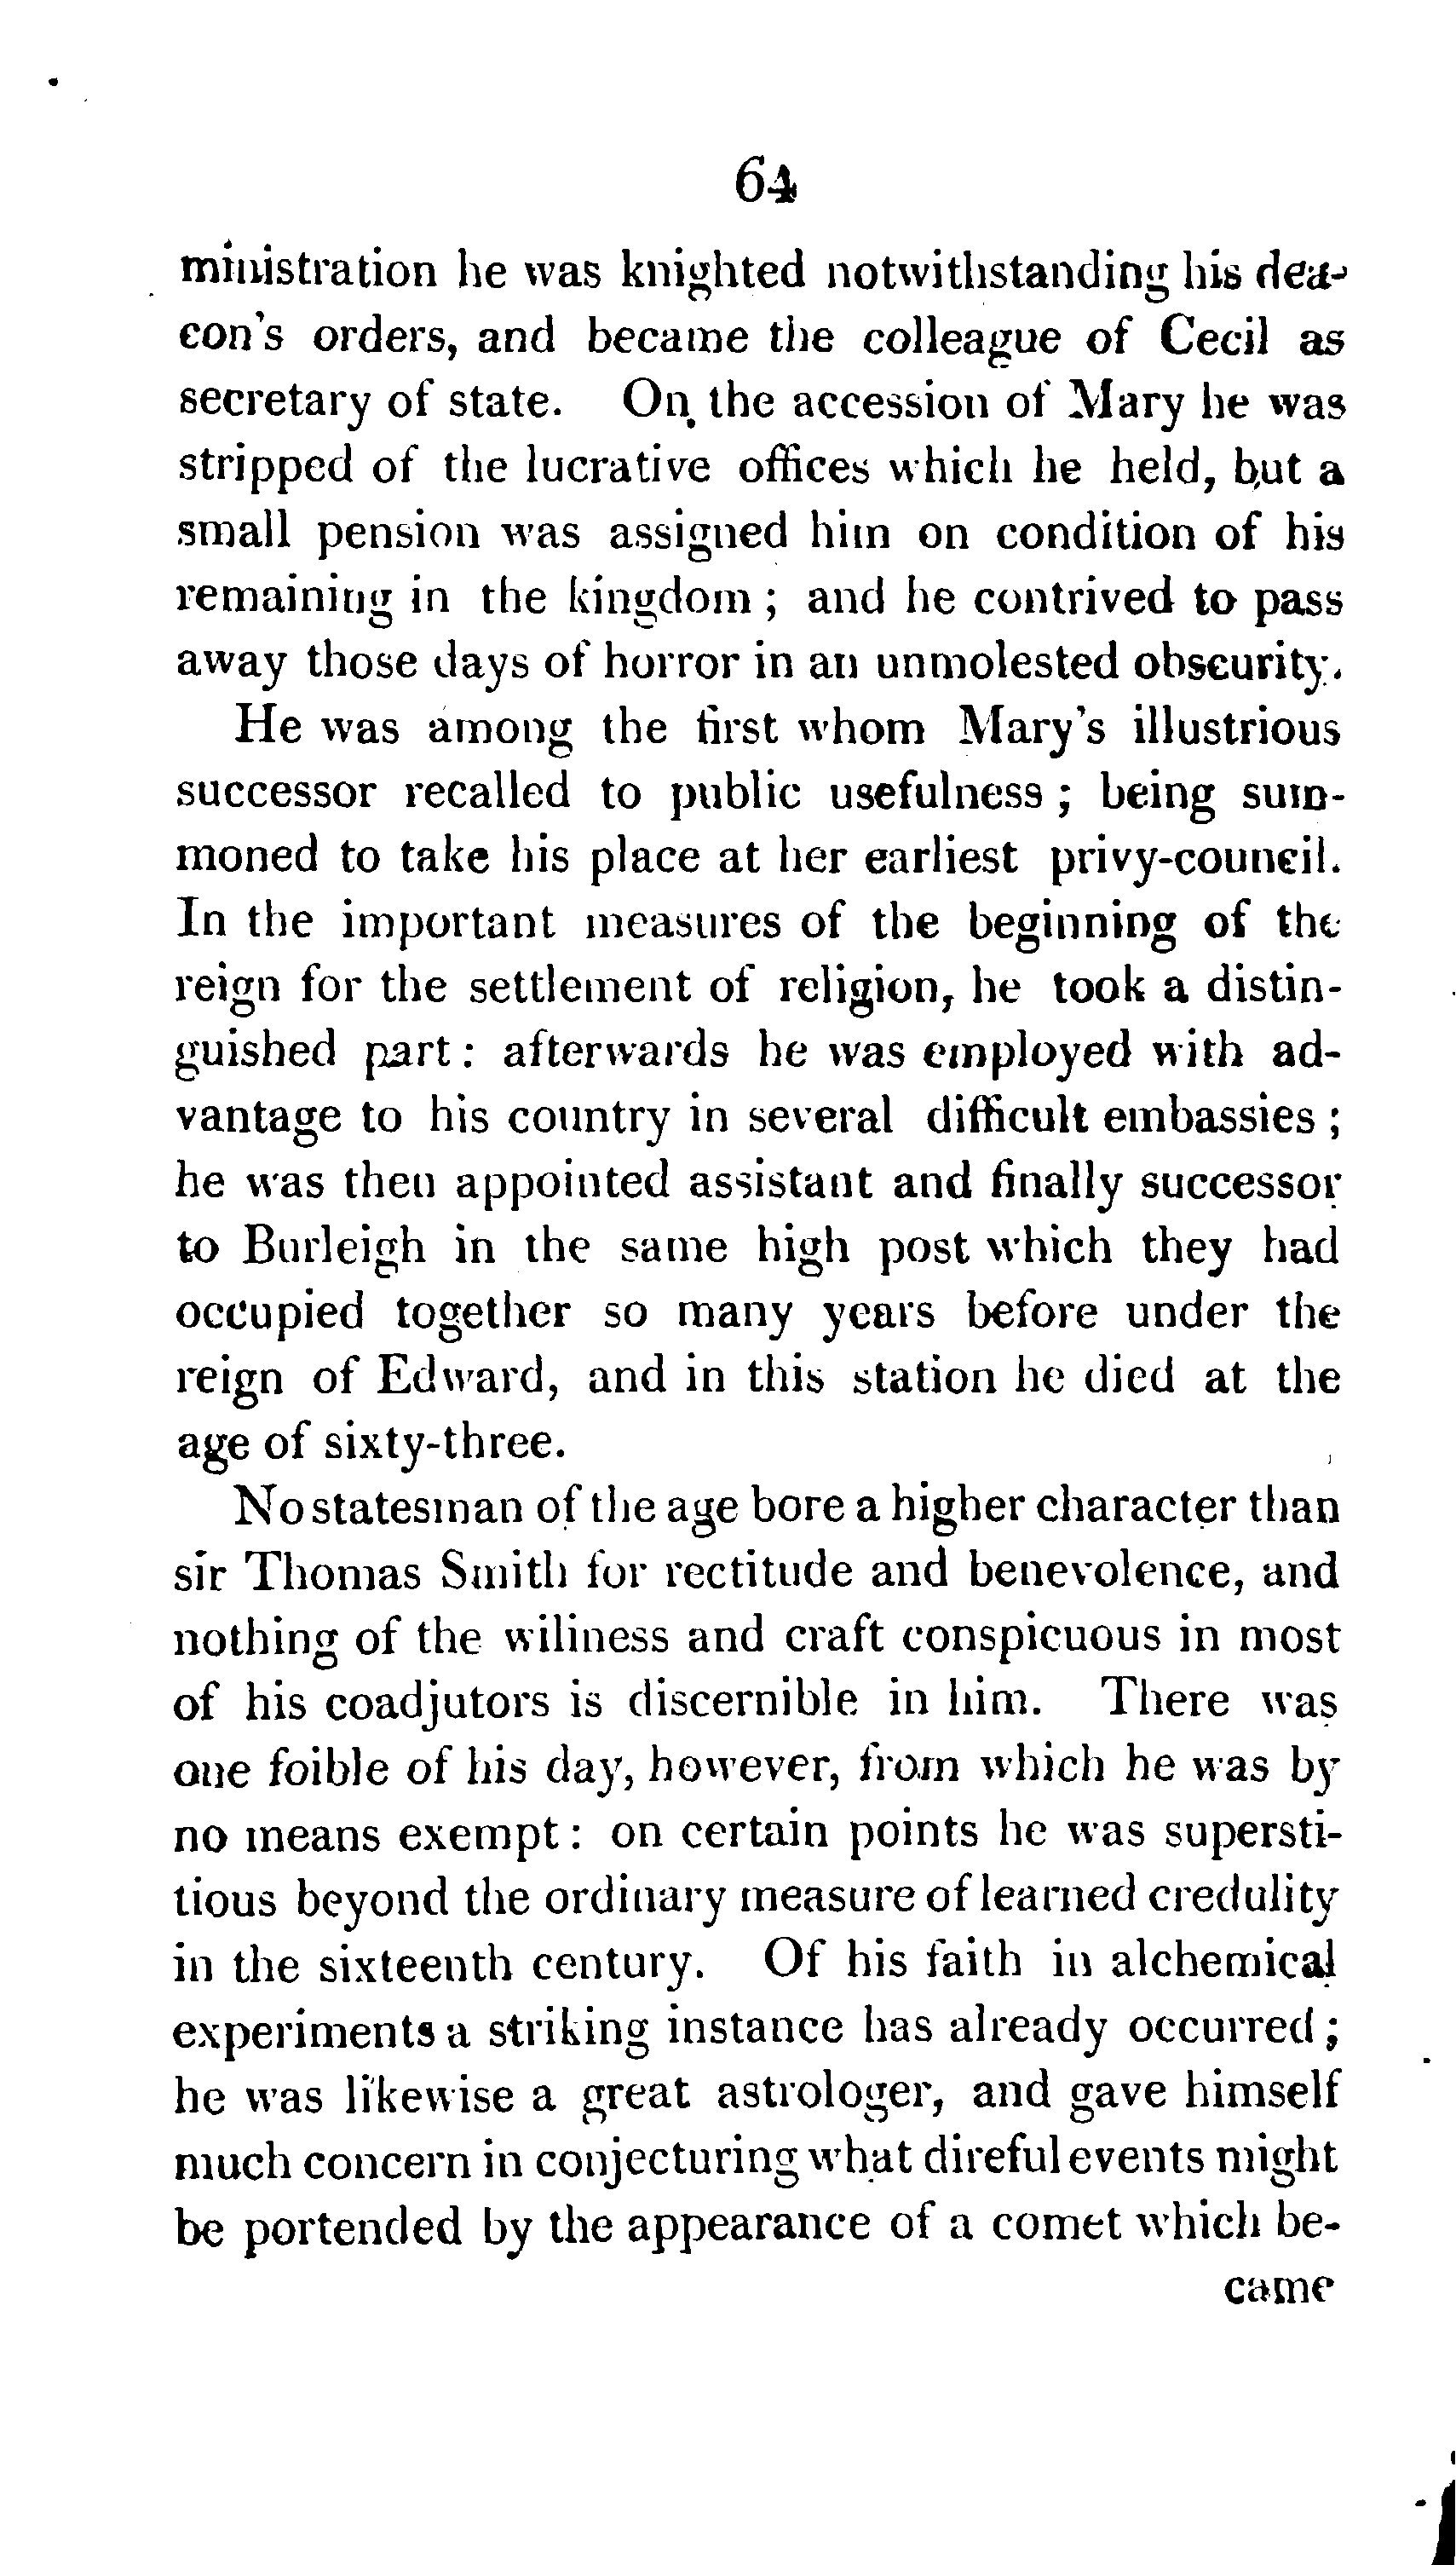 64
ministration he was knighted notwithstanding his dea-
con's orders, and became the colleague of Cecil as
secretary of state. On the accession of Mary he was
stripped of the lucrative offices which he held, but a
small pension was assigned him on condition of his
remaining in the kingdom ; and he contrived to pass
away those days of horror in an unmolested obscurity.
He was among the first whom Mary's illustrious
successor recalled to public usefulness ; being sum-
moned to take his place at her earliest privy-council.
In the important measures of the beginning of the
reign for the settlement of religion, he took a distin-
guished part : afterwards he was employed with ad-
vantage to his country in several difficult embassies ;
he was then appointed assistant and finally successor
to Burleigh in the same high post which they had
occupied together so many years before under the
reign of Edward, and in this station he died at the
age of sixty-three.
No statesman of the age bore a higher character than
sir Thomas Smith for rectitude and benevolence, and
nothing of the wiliness and craft conspicuous in most
of his coadjutors is discernible in him. There was
one foible of his day, however, from which he was by
no means exempt : on certain points he was supersti-
tious beyond the ordinary measure of learned credulity
in the sixteenth century. Of his faith in alchemical
experiments a striking instance has already occurred ;
he was likewise a great astrologer, and gave himself
much concern in conjecturing what direful events might
be portended by the appearance of a comet which be-
came